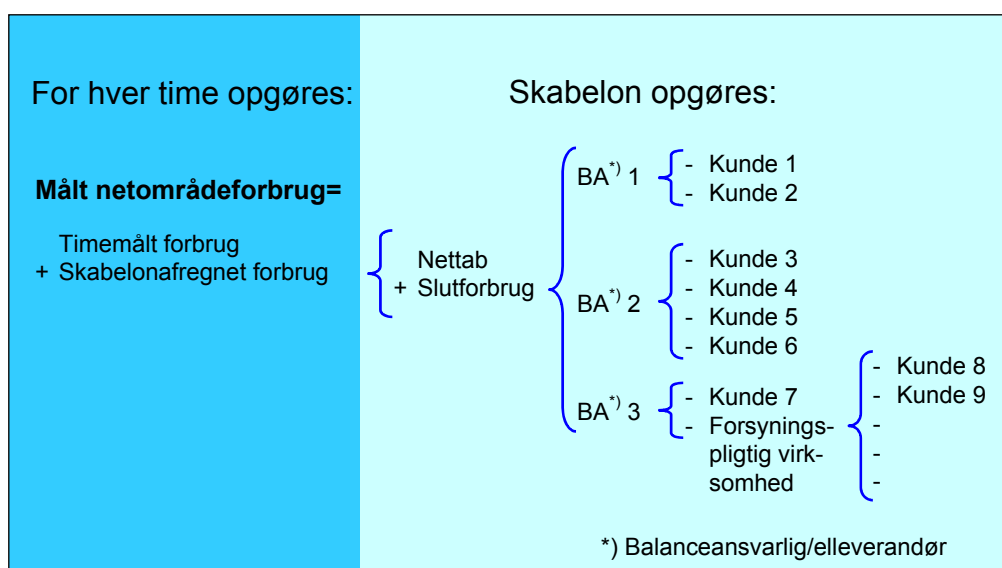 For hver time opgøres:
Målt netområdeforbrug=
Timemålt forbrug
+ Skabelonafregnet forbrug
Skabelon opgøres:
Nettab
+ Slutforbrug
BA*) 1
- Kunde 1
- Kunde 2
BA*) 2
- Kunde 3
- Kunde 4
- Kunde 5
- Kunde 6
BA*) 3
- Kunde 7
- Forsynings-
pligtig virk-
somhed
- Kunde 8
- Kunde 9
-
-
-
*) Balanceansvarlig/elleverandør